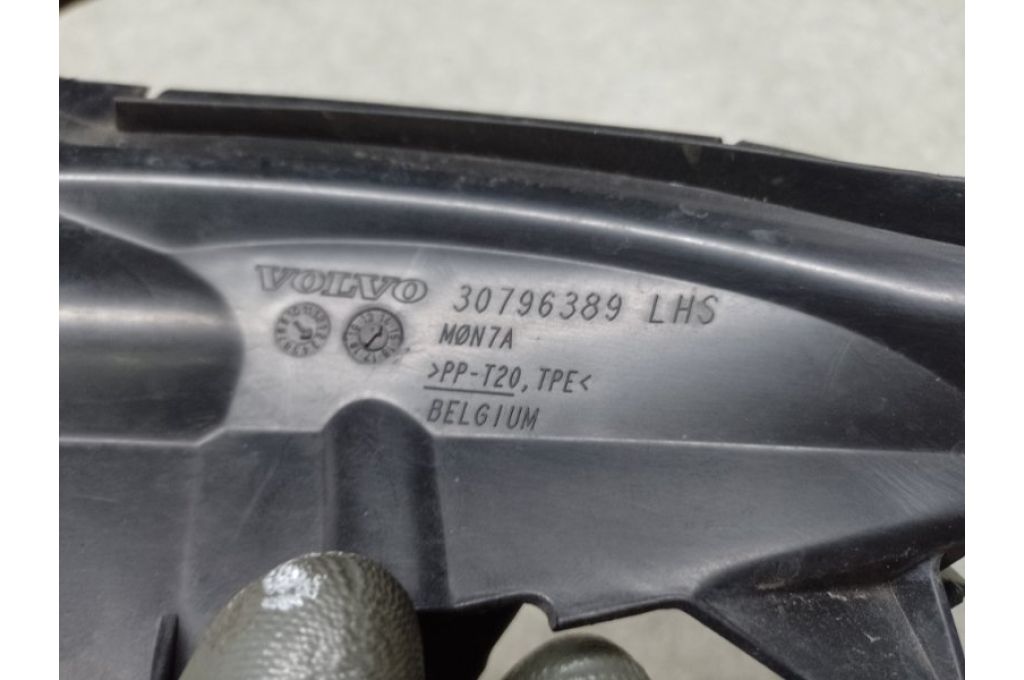 VOLVO 30796389 LHS
MØN7A
>PP-T20, TPE<
BELGIUM